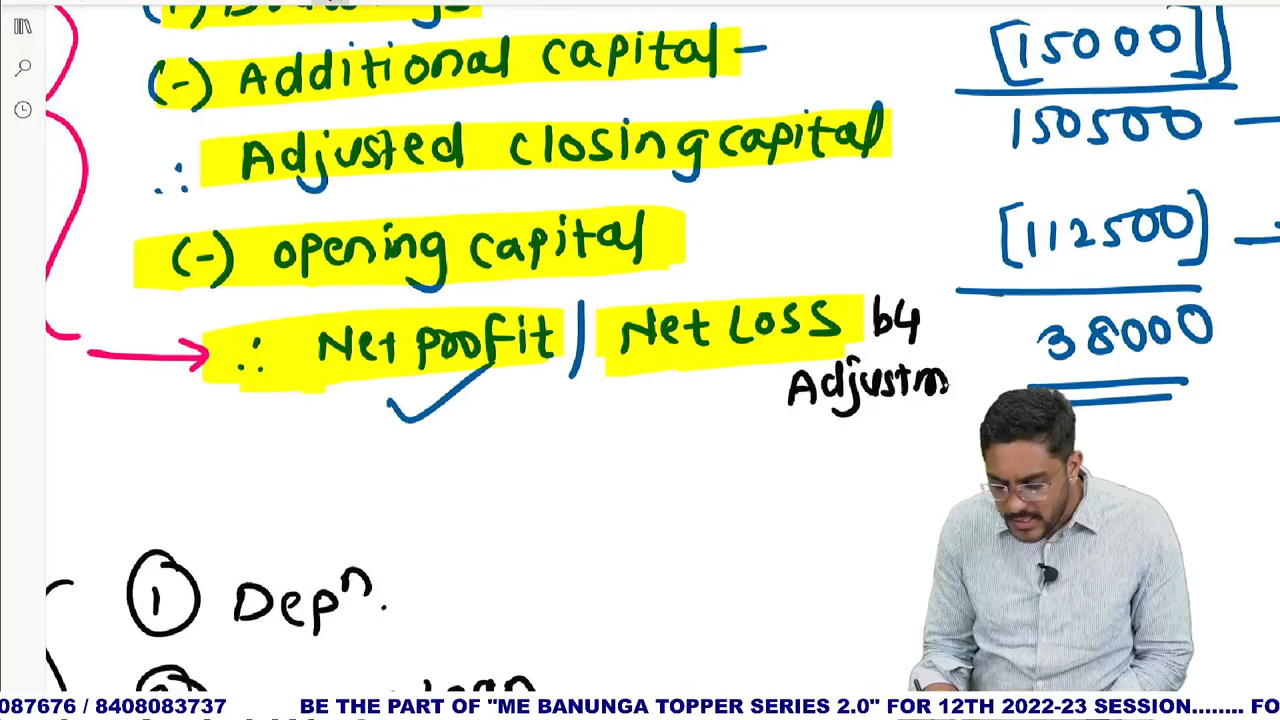 (-) Additional capital – [15000]]
∴ Adjusted closing capital 150500 –
(-) opening capital [112500] –
∴ Net profit / Net Loss b4 38000
Adjustm
① Depⁿ.
087676 / 8408083737 BE THE PART OF "ME BANUNGA TOPPER SERIES 2.0" FOR 12TH 2022-23 SESSION........ FO